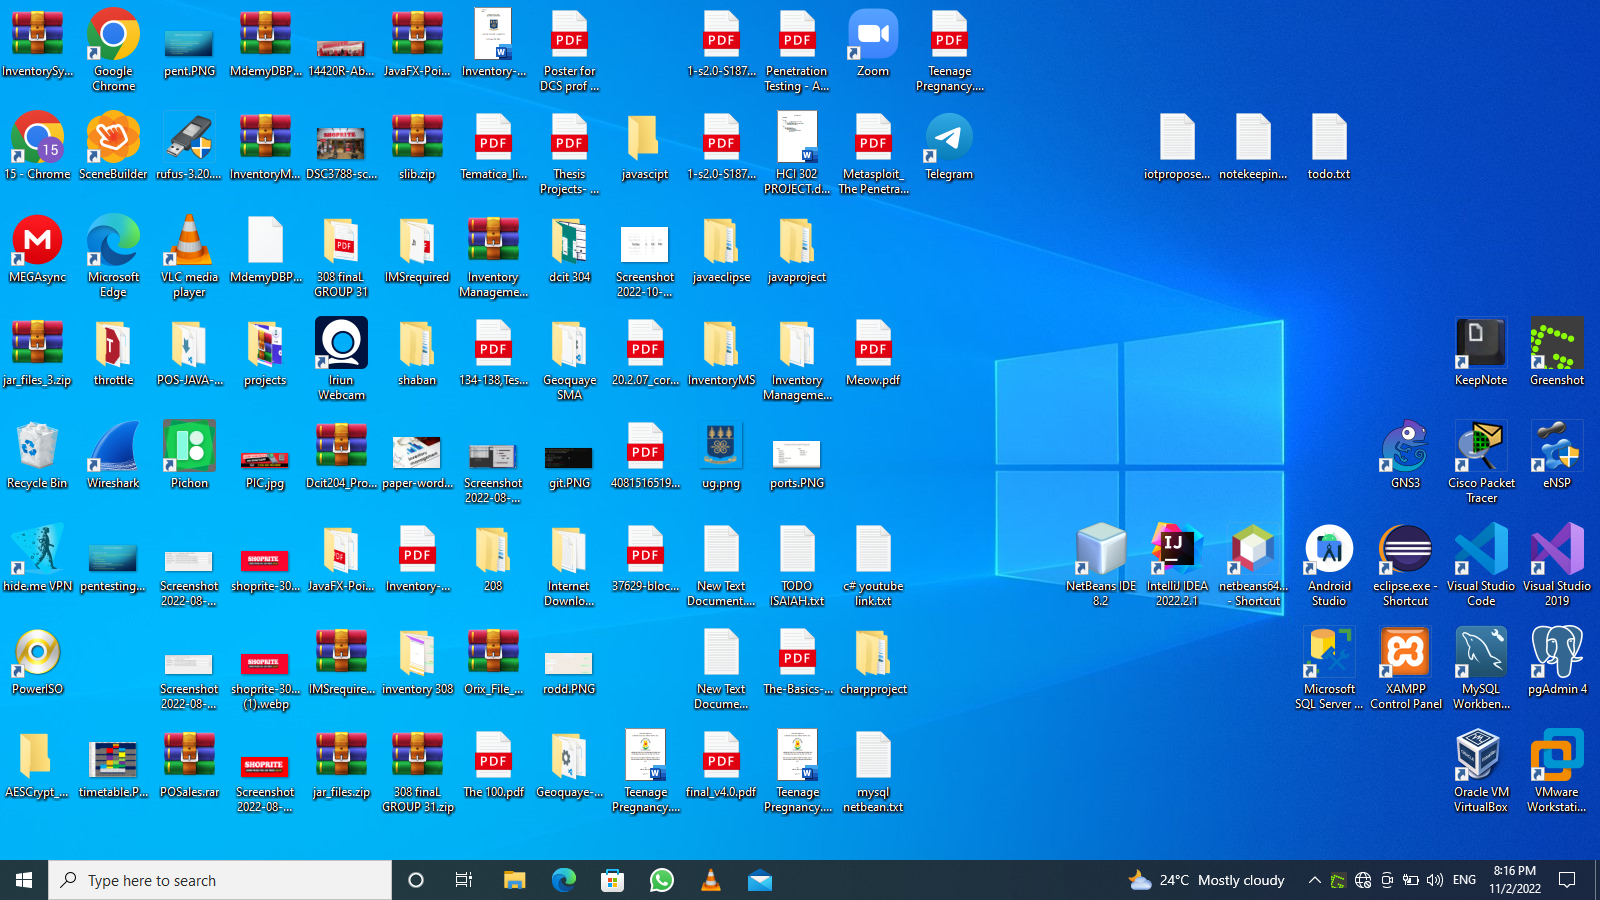 InventorySy...
Google
Chrome
pent.PNG
MdemyDBP...
14420R-Ab...
JavaFX-Poi...
Inventory-...
Poster for
DCS prof ...
1-s2.0-S187...
Penetration
Testing - A...
Zoom
Teenage
Pregnancy....
15 - Chrome
SceneBuilder
rufus-3.20....
InventoryM...
DSC3788-sc...
slib.zip
Tematica_li...
Thesis
Projects- ...
javascipt
1-s2.0-S187...
HCI 302
PROJECT.d...
Metasploit_
The Penetra...
Telegram
iotpropose...
notekeepin...
todo.txt
MEGAsync
Microsoft
Edge
VLC media
player
MdemyDBP...
308 finaL
GROUP 31
IMSrequired
Inventory
Manageme...
dcit 304
Screenshot
2022-10-...
javaeclipse
javaproject
jar_files_3.zip
throttle
POS-JAVA-...
projects
Iriun
Webcam
shaban
134-138,Tes...
Geoquaye
SMA
20.2.07_cor...
InventoryMS
Inventory
Manageme...
Meow.pdf
KeepNote
Greenshot
Recycle Bin
Wireshark
Pichon
PIC.jpg
Dcit204_Pro...
paper-word...
Screenshot
2022-08-...
git.PNG
4081516519...
ug.png
ports.PNG
GNS3
Cisco Packet
Tracer
eNSP
hide.me VPN
pentesting...
Screenshot
2022-08-...
shoprite-30...
JavaFX-Poi...
Inventory-...
208
Internet
Downlo...
37629-bloc...
New Text
Document....
TODO
ISAIAH.txt
c# youtube
link.txt
NetBeans IDE
8.2
IntelliJ IDEA
2022.2.1
netbeans64...
- Shortcut
Android
Studio
eclipse.exe -
Shortcut
Visual Studio
Code
Visual Studio
2019
PowerISO
Screenshot
2022-08-...
shoprite-30...
(1).webp
IMSrequire...
inventory 308
Orix_File_...
rodd.PNG
New Text
Docume...
The-Basics-...
charpproject
Microsoft
SQL Server ...
XAMPP
Control Panel
MySQL
Workben...
pgAdmin 4
AESCrypt_...
timetable.P...
POSales.rar
Screenshot
2022-08-...
jar_files.zip
308 finaL
GROUP 31.zip
The 100.pdf
Geoquaye-...
Teenage
Pregnancy....
final_v4.0.pdf
Teenage
Pregnancy....
mysql
netbean.txt
Oracle VM
VirtualBox
VMware
Workstati...
Type here to search
24°C Mostly cloudy
ENG
8:16 PM
11/2/2022